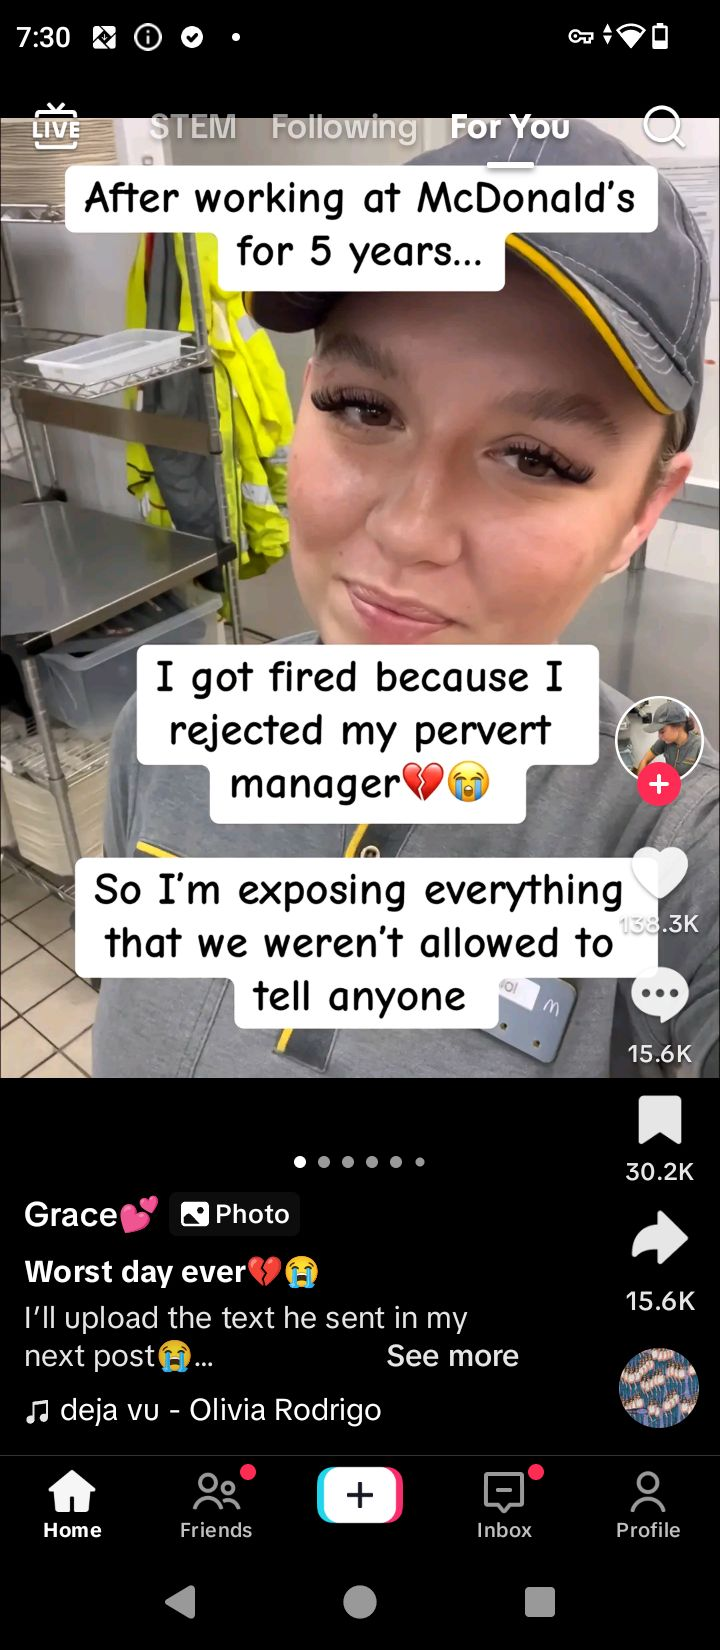 7:30
LIVE
STEM Following For You
After working at McDonald's
for 5 years...
I got fired because I
rejected my pervert
manager💔😭
So I'm exposing everything
that we weren't allowed to
tell anyone
138.3K
15.6K
30.2K
15.6K
Grace💕 Photo
Worst day ever💔😭
I'll upload the text he sent in my
next post😭... See more
deja vu - Olivia Rodrigo
Home Friends Inbox Profile